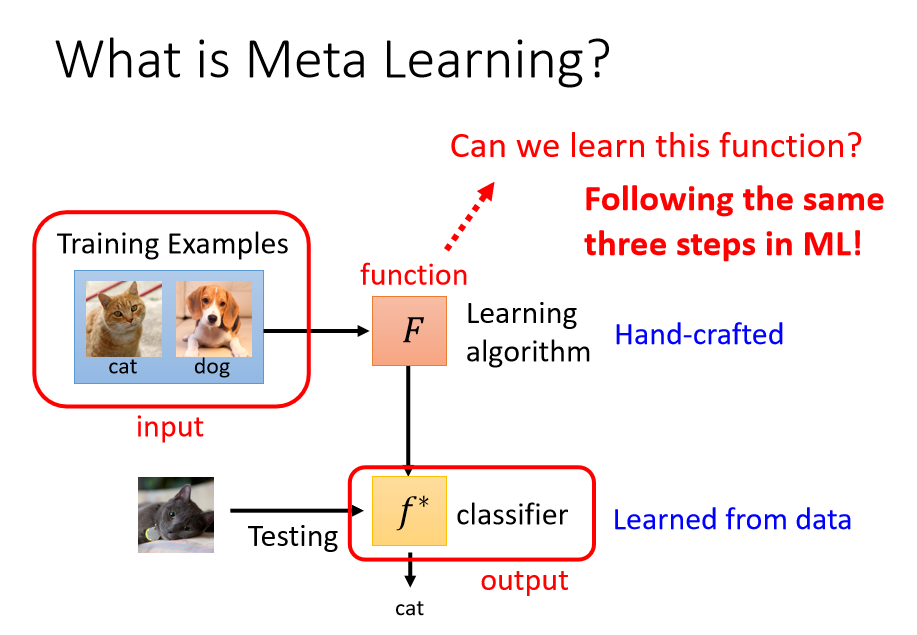 What is Meta Learning?
Can we learn this function?
Following the same
three steps in ML!
Training Examples
cat
dog
input
function
F
Learning
algorithm
Hand-crafted
Testing
f*
classifier
Learned from data
output
cat